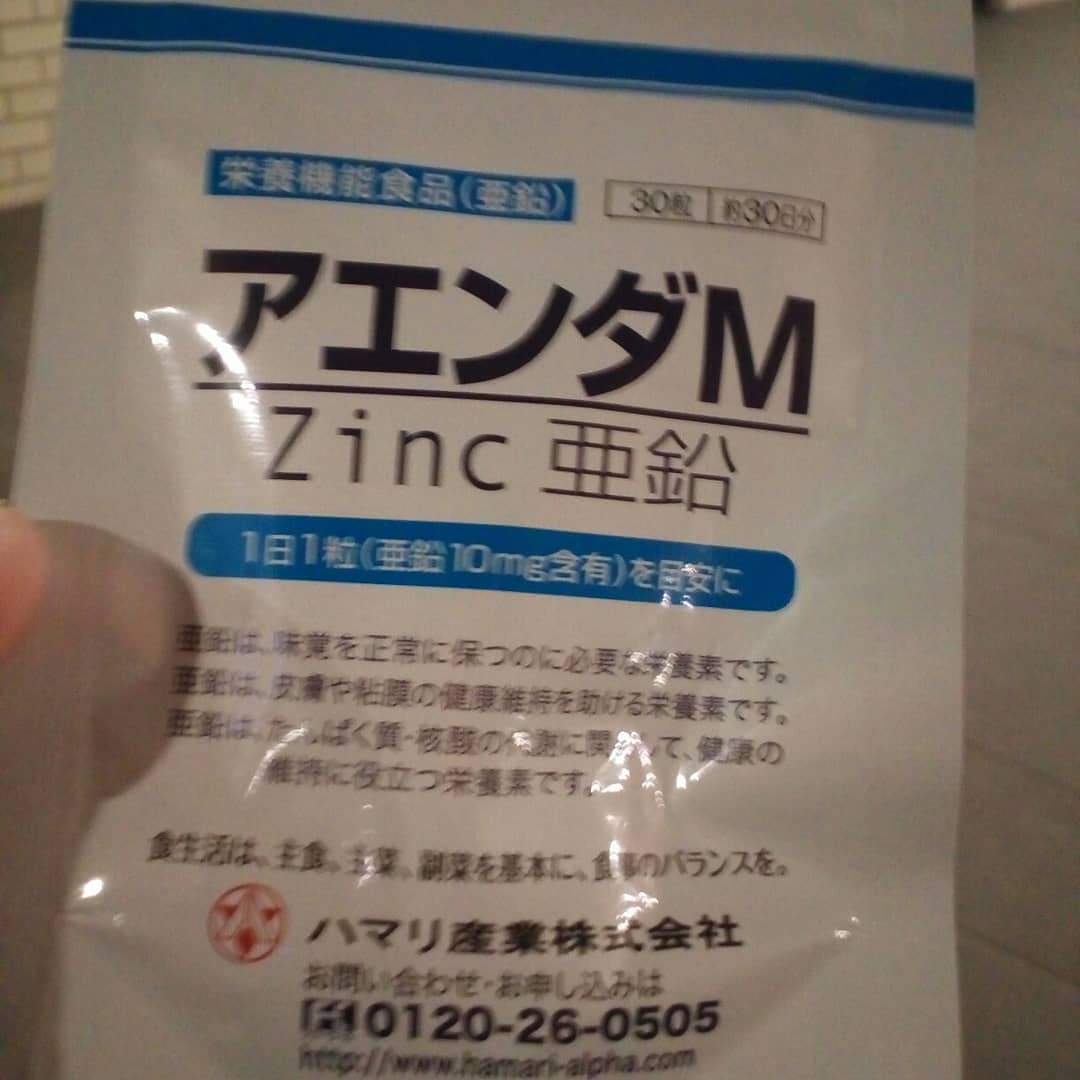 栄養機能食品(亜鉛)
30粒 約30日分
アエンダM
Zinc 亜鉛
1日1粒(亜鉛10mg含有)を目安に
亜鉛は、味覚を正常に保つのに必要な栄養素です。
亜鉛は、皮膚や粘膜の健康維持を助ける栄養素です。
亜鉛は、たんぱく質・核酸の代謝に関与して、健康の
維持に役立つ栄養素です。
食生活は、主食、主菜、副菜を基本に、食事のバランスを。
ハマリ産業株式会社
お問い合わせ・お申し込みは
0120-26-0505
http://www.hamari-alpha.com